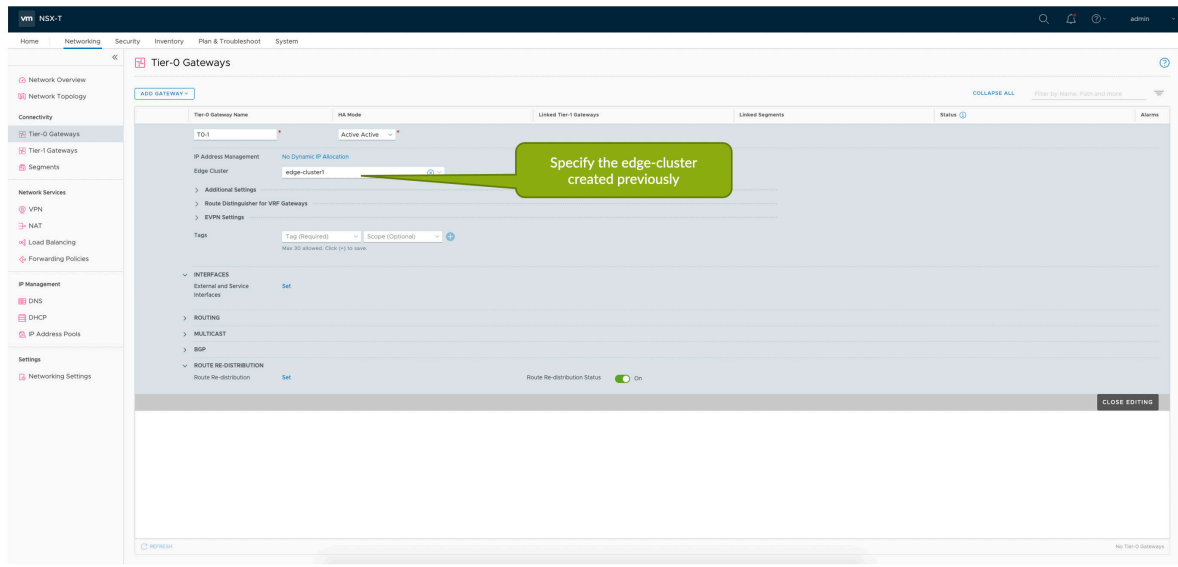 vm NSX-T
admin
Home Networking Security Inventory Plan & Troubleshoot System
Tier-0 Gateways
Network Overview
Network Topology
Connectivity
Tier-0 Gateways
Tier-1 Gateways
Segments
Network Services
VPN
NAT
Load Balancing
Forwarding Policies
IP Management
DNS
DHCP
IP Address Pools
Settings
Networking Settings
ADD GATEWAY
COLLAPSE ALL Filter by Name, Path and more
Tier-0 Gateway Name HA Mode Linked Tier-1 Gateways Linked Segments Status Alarms
T0-1 * Active Active *
IP Address Management No Dynamic IP Allocation
Edge Cluster edge-cluster1
Specify the edge-cluster
created previously
> Additional Settings
> Route Distinguisher for VRF Gateways
> EVPN Settings
Tags Tag (Required) Scope (Optional)
Max 30 allowed. Click (+) to save.
INTERFACES
External and Service
Interfaces
Set
> ROUTING
> MULTICAST
> BGP
ROUTE RE-DISTRIBUTION
Route Re-distribution Set Route Re-distribution Status On
CLOSE EDITING
REFRESH No Tier-0 Gateways